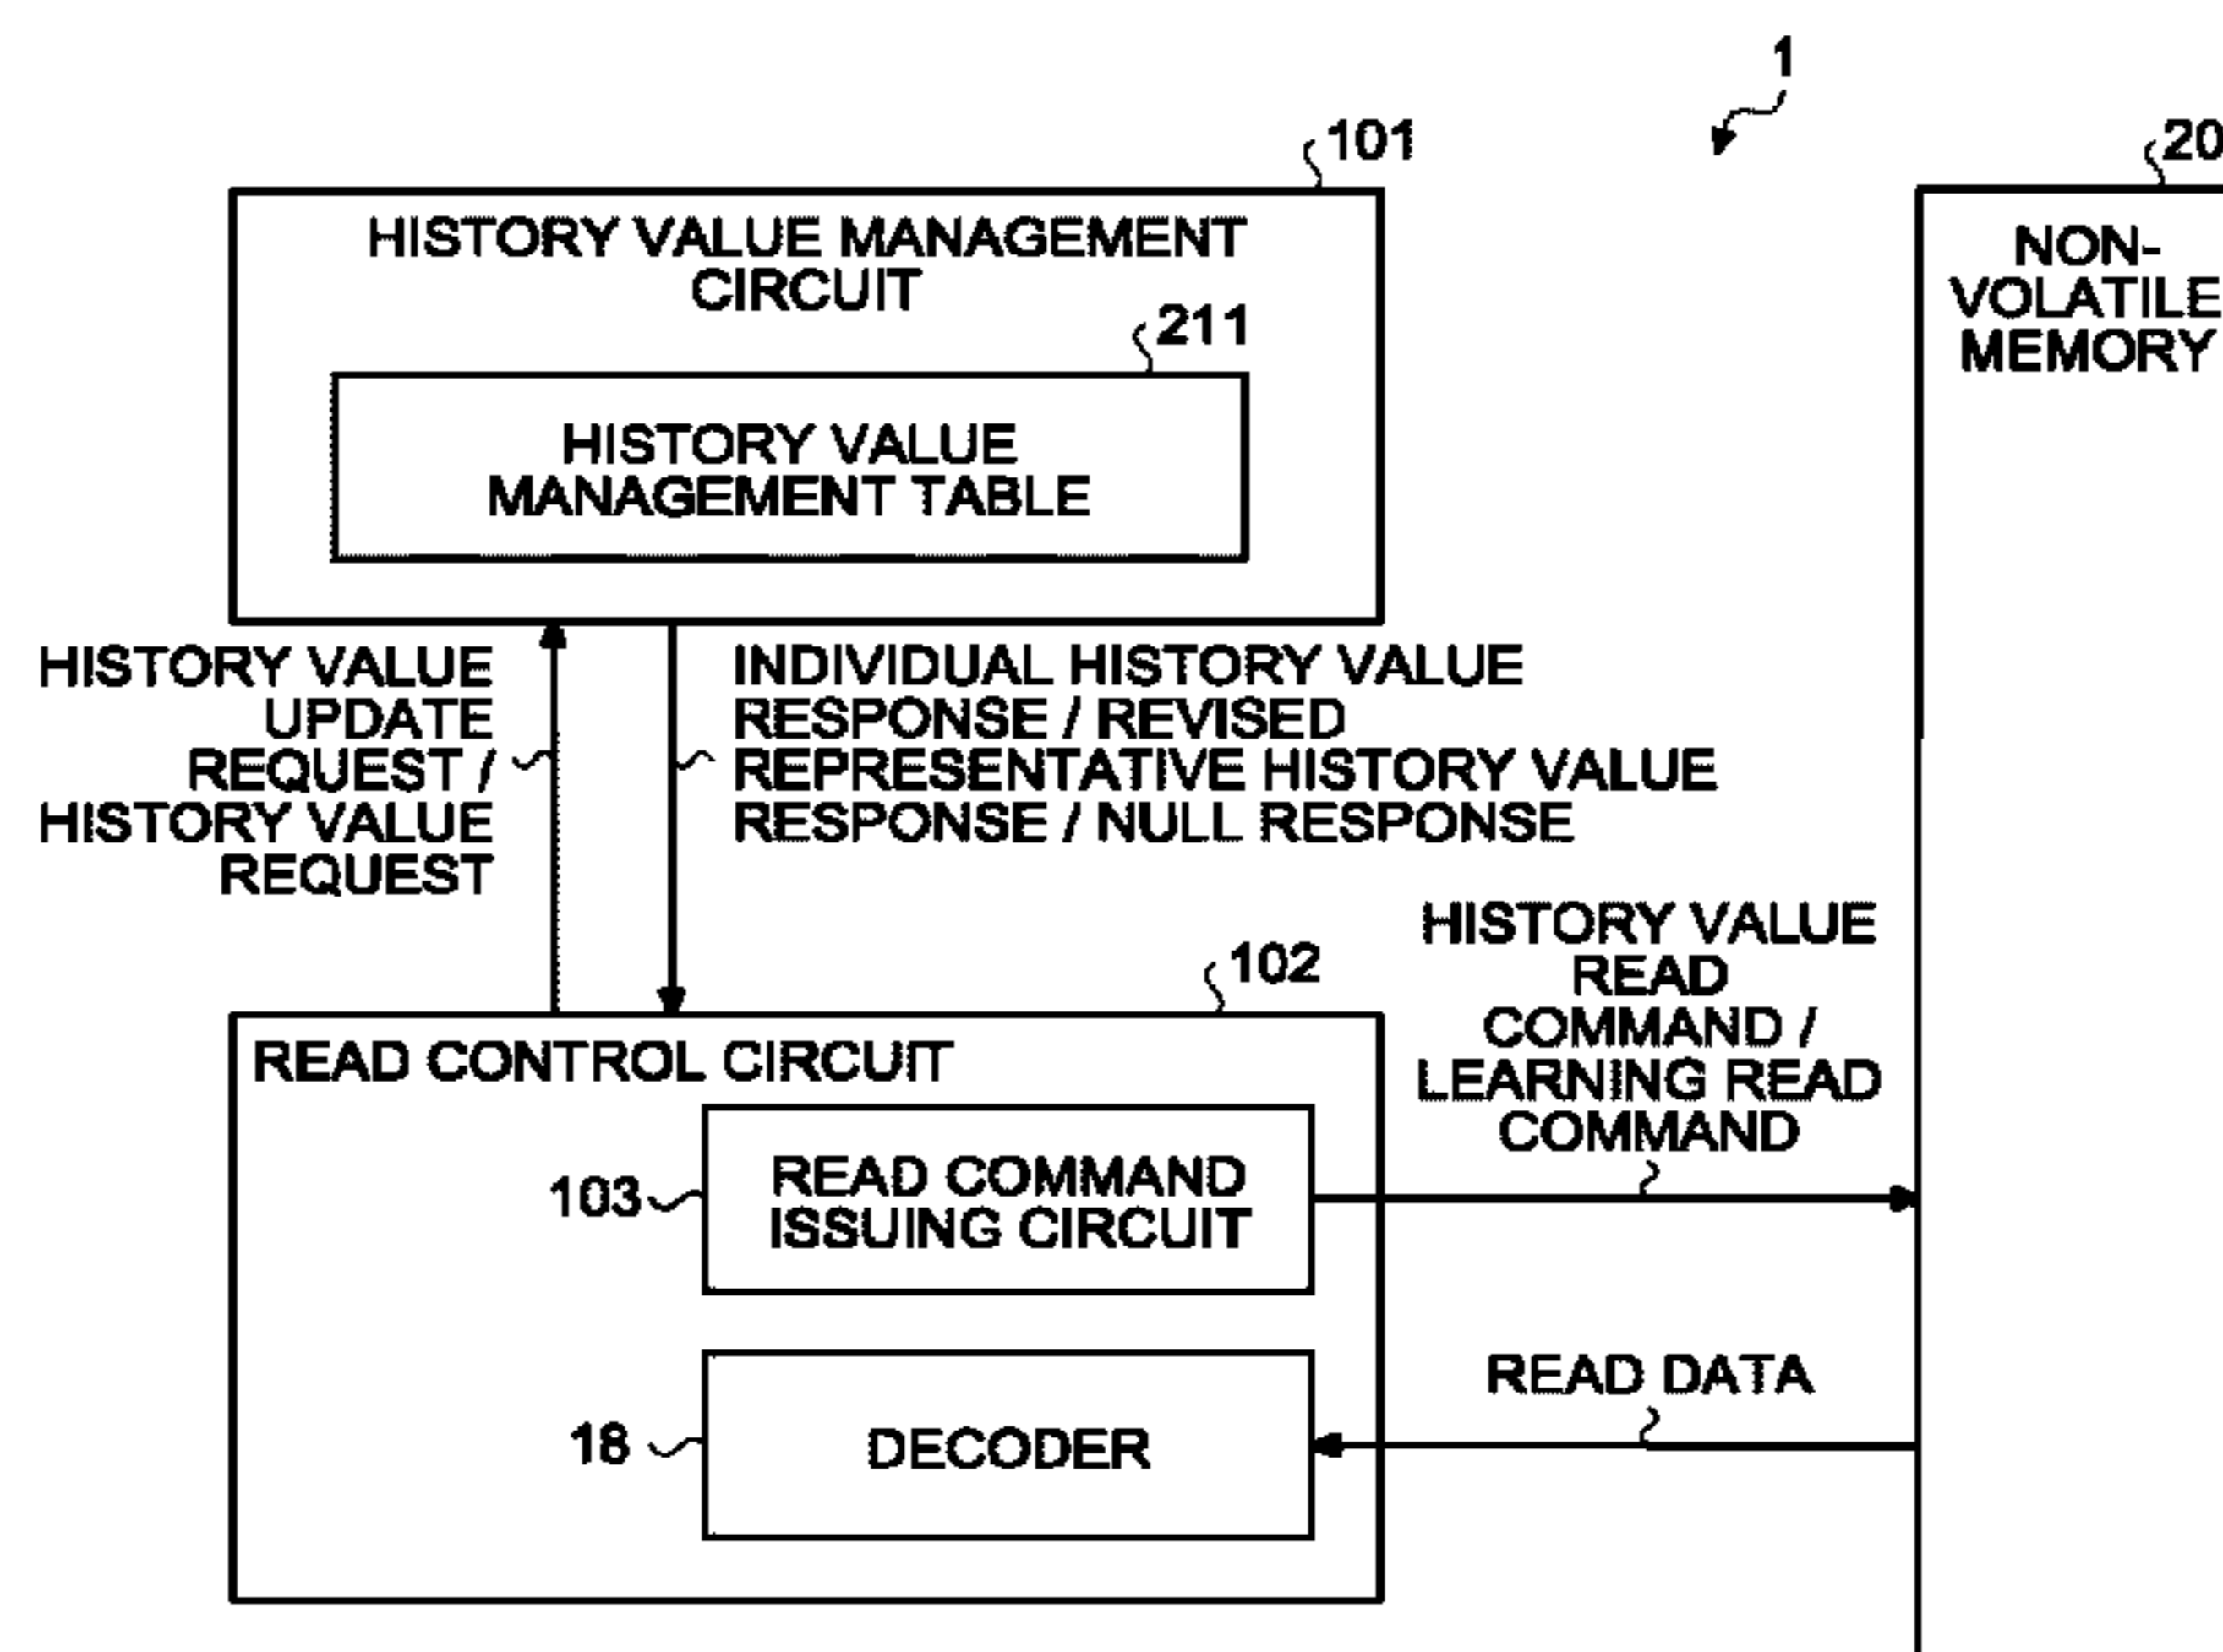 1
101
20
HISTORY VALUE MANAGEMENT
CIRCUIT
211
HISTORY VALUE
MANAGEMENT TABLE
NON-
VOLATILE
MEMORY
HISTORY VALUE
UPDATE
REQUEST /
HISTORY VALUE
REQUEST
INDIVIDUAL HISTORY VALUE
RESPONSE / REVISED
REPRESENTATIVE HISTORY VALUE
RESPONSE / NULL RESPONSE
HISTORY VALUE
READ
COMMAND /
LEARNING READ
COMMAND
102
READ CONTROL CIRCUIT
103
READ COMMAND
ISSUING CIRCUIT
READ DATA
18
DECODER